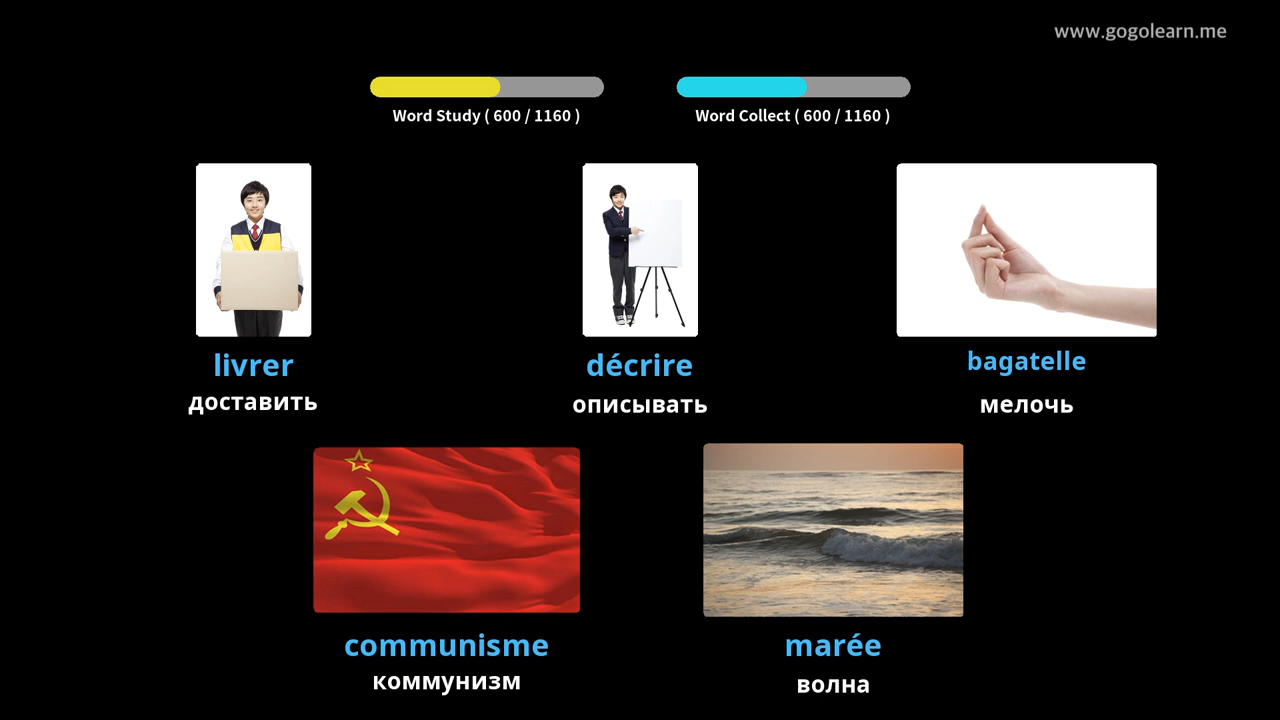 www.gogolearn.me
Word Study ( 600 / 1160 )
Word Collect ( 600 / 1160 )
livrer
доставить
décrire
описывать
bagatelle
мелочь
communisme
коммунизм
marée
волна